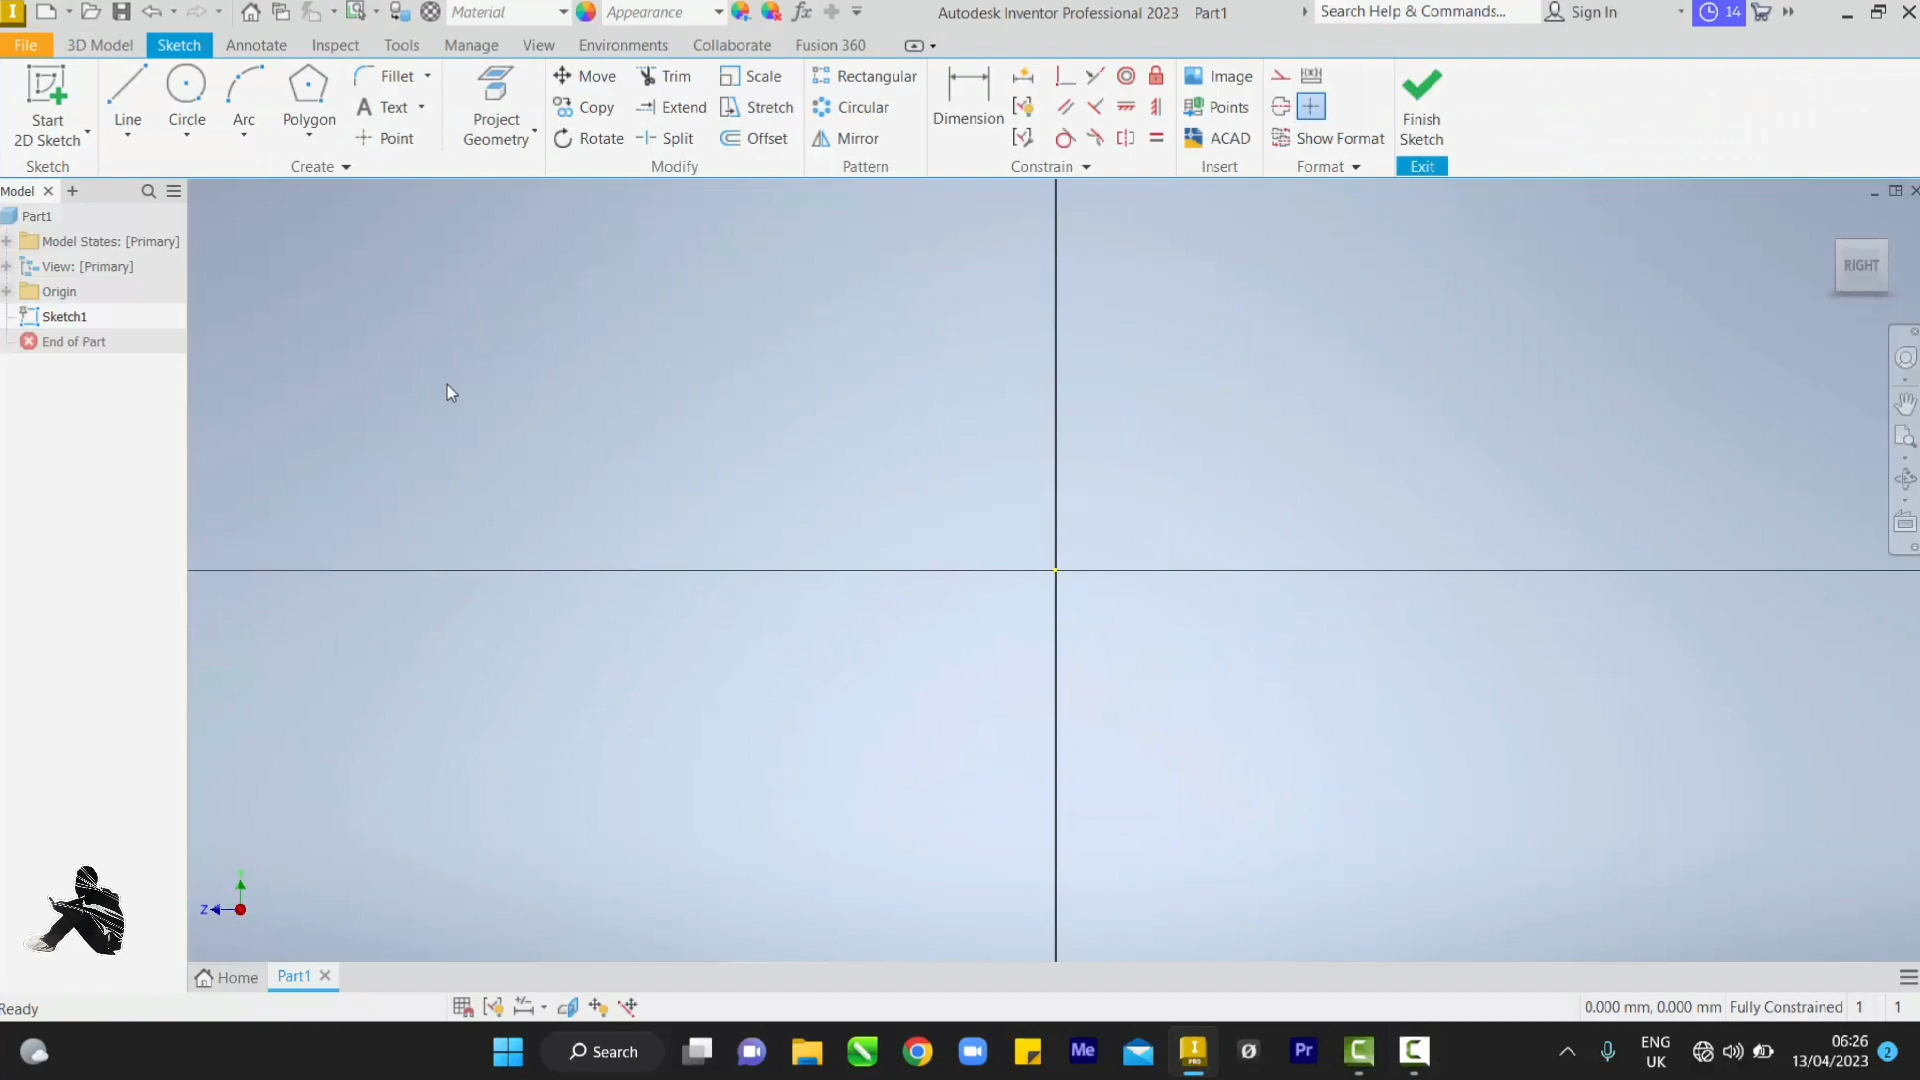 Material Appearance Autodesk Inventor Professional 2023 Part1 Search Help & Commands... Sign In 14
File 3D Model Sketch Annotate Inspect Tools Manage View Environments Collaborate Fusion 360
Start 2D Sketch Line Circle Arc Polygon Fillet Text Point Project Geometry Move Copy Rotate Trim Extend Split Scale Stretch Offset Rectangular Circular Mirror Dimension Image Points ACAD Show Format Finish Sketch
Sketch Create Modify Pattern Constrain Insert Format Exit
Model
Part1
Model States: [Primary]
View: [Primary]
Origin
Sketch1
End of Part
RIGHT
Z
Home Part1
Ready 0.000 mm, 0.000 mm Fully Constrained 1 1
Search Me I PRO Pr C C ENG UK 06:26 13/04/2023 2